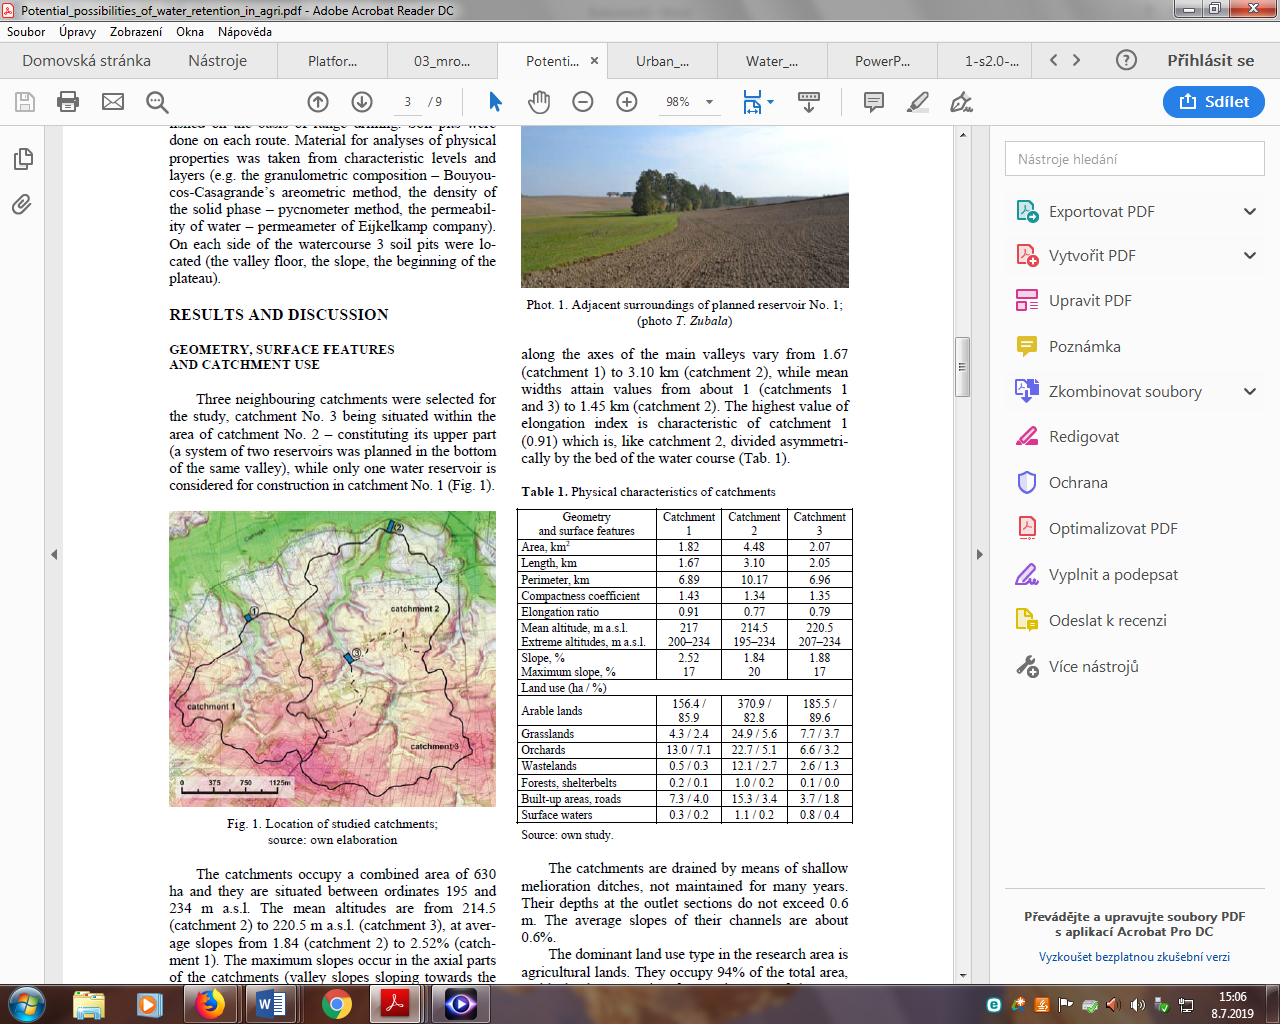 Potential_possibilities_of_water_retention_in_agri.pdf - Adobe Acrobat Reader DC
Soubor Úpravy Zobrazení Okna Nápověda
Domovská stránka Nástroje Platfor... 03_mro... Potenti... × Urban_... Water_... PowerP... 1-s2.0-... Přihlásit se
3 / 9 98% Sdílet
lished on the basis of range drilling. Soil pits were
done on each route. Material for analyses of physical
properties was taken from characteristic levels and
layers (e.g. the granulometric composition – Bouyou-
cos-Casagrande's areometric method, the density of
the solid phase – pycnometer method, the permeabil-
ity of water – permeameter of Eijkelkamp company).
On each side of the watercourse 3 soil pits were lo-
cated (the valley floor, the slope, the beginning of the
plateau).
RESULTS AND DISCUSSION
GEOMETRY, SURFACE FEATURES
AND CATCHMENT USE
Three neighbouring catchments were selected for
the study, catchment No. 3 being situated within the
area of catchment No. 2 – constituting its upper part
(a system of two reservoirs was planned in the bottom
of the same valley), while only one water reservoir is
considered for construction in catchment No. 1 (Fig. 1).
2
1
catchment 2
3
catchment 1
catchment 3
0 375 750 1125m
Fig. 1. Location of studied catchments;
source: own elaboration
The catchments occupy a combined area of 630
ha and they are situated between ordinates 195 and
234 m a.s.l. The mean altitudes are from 214.5
(catchment 2) to 220.5 m a.s.l. (catchment 3), at aver-
age slopes from 1.84 (catchment 2) to 2.52% (catch-
ment 1). The maximum slopes occur in the axial parts
of the catchments (valley slopes sloping towards the
Phot. 1. Adjacent surroundings of planned reservoir No. 1;
(photo T. Zubala)
along the axes of the main valleys vary from 1.67
(catchment 1) to 3.10 km (catchment 2), while mean
widths attain values from about 1 (catchments 1
and 3) to 1.45 km (catchment 2). The highest value of
elongation index is characteristic of catchment 1
(0.91) which is, like catchment 2, divided asymmetri-
cally by the bed of the water course (Tab. 1).
Table 1. Physical characteristics of catchments
Geometry Catchment Catchment Catchment
and surface features 1 2 3
Area, km2 1.82 4.48 2.07
Length, km 1.67 3.10 2.05
Perimeter, km 6.89 10.17 6.96
Compactness coefficient 1.43 1.34 1.35
Elongation ratio 0.91 0.77 0.79
Mean altitude, m a.s.l. 217 214.5 220.5
Extreme altitudes, m a.s.l. 200–234 195–234 207–234
Slope, % 2.52 1.84 1.88
Maximum slope, % 17 20 17
Land use (ha / %)
Arable lands 156.4 / 85.9 370.9 / 82.8 185.5 / 89.6
Grasslands 4.3 / 2.4 24.9 / 5.6 7.7 / 3.7
Orchards 13.0 / 7.1 22.7 / 5.1 6.6 / 3.2
Wastelands 0.5 / 0.3 12.1 / 2.7 2.6 / 1.3
Forests, shelterbelts 0.2 / 0.1 1.0 / 0.2 0.1 / 0.0
Built-up areas, roads 7.3 / 4.0 15.3 / 3.4 3.7 / 1.8
Surface waters 0.3 / 0.2 1.1 / 0.2 0.8 / 0.4
Source: own study.
The catchments are drained by means of shallow
melioration ditches, not maintained for many years.
Their depths at the outlet sections do not exceed 0.6
m. The average slopes of their channels are about
0.6%.
The dominant land use type in the research area is
agricultural lands. They occupy 94% of the total area,
Nástroje hledání
Exportovat PDF
Vytvořit PDF
Upravit PDF
Poznámka
Zkombinovat soubory
Redigovat
Ochrana
Optimalizovat PDF
Vyplnit a podepsat
Odeslat k recenzi
Více nástrojů
Převádějte a upravujte soubory PDF
s aplikací Acrobat Pro DC
Vyzkoušet bezplatnou zkušební verzi
15:06
8.7.2019